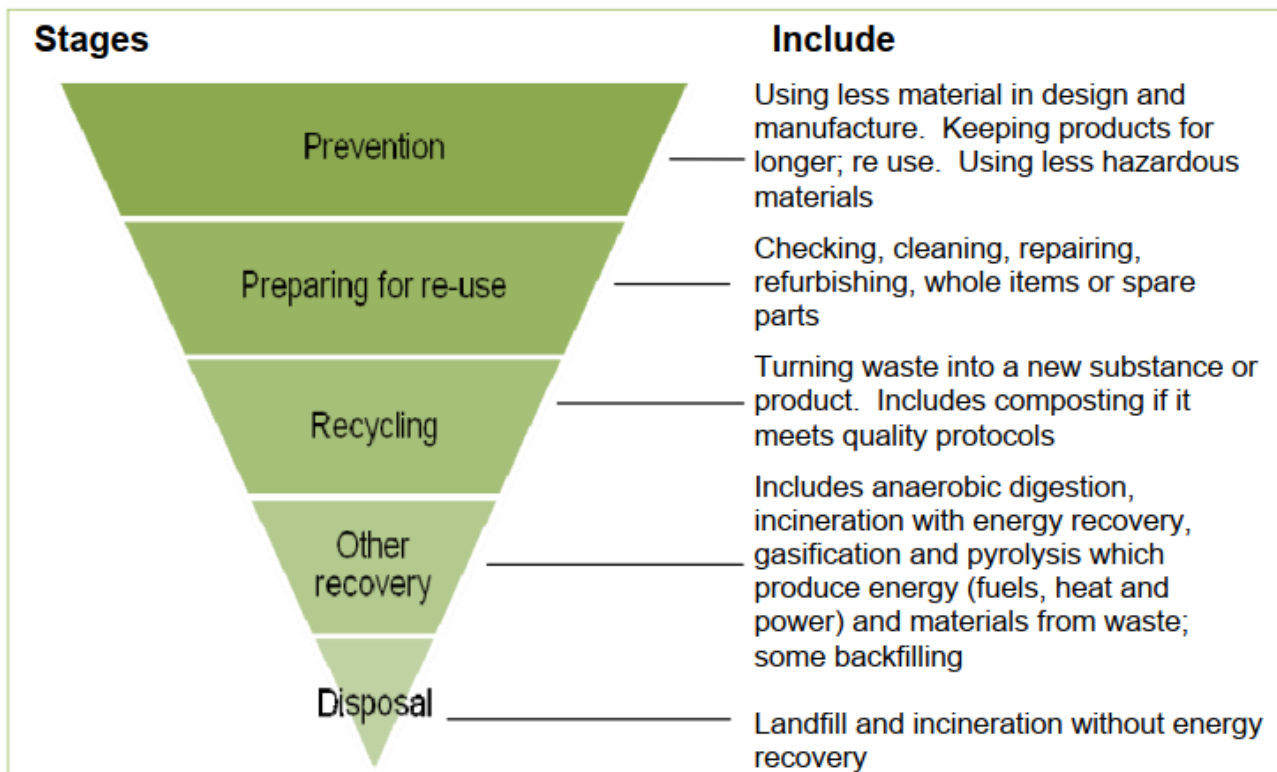 Stages
Include
Prevention
Using less material in design and
manufacture.  Keeping products for
longer; re use.  Using less hazardous
materials
Preparing for re-use
Checking, cleaning, repairing,
refurbishing, whole items or spare
parts
Recycling
Turning waste into a new substance or
product.  Includes composting if it
meets quality protocols
Other
recovery
Includes anaerobic digestion,
incineration with energy recovery,
gasification and pyrolysis which
produce energy (fuels, heat and
power) and materials from waste;
some backfilling
Disposal
Landfill and incineration without energy
recovery